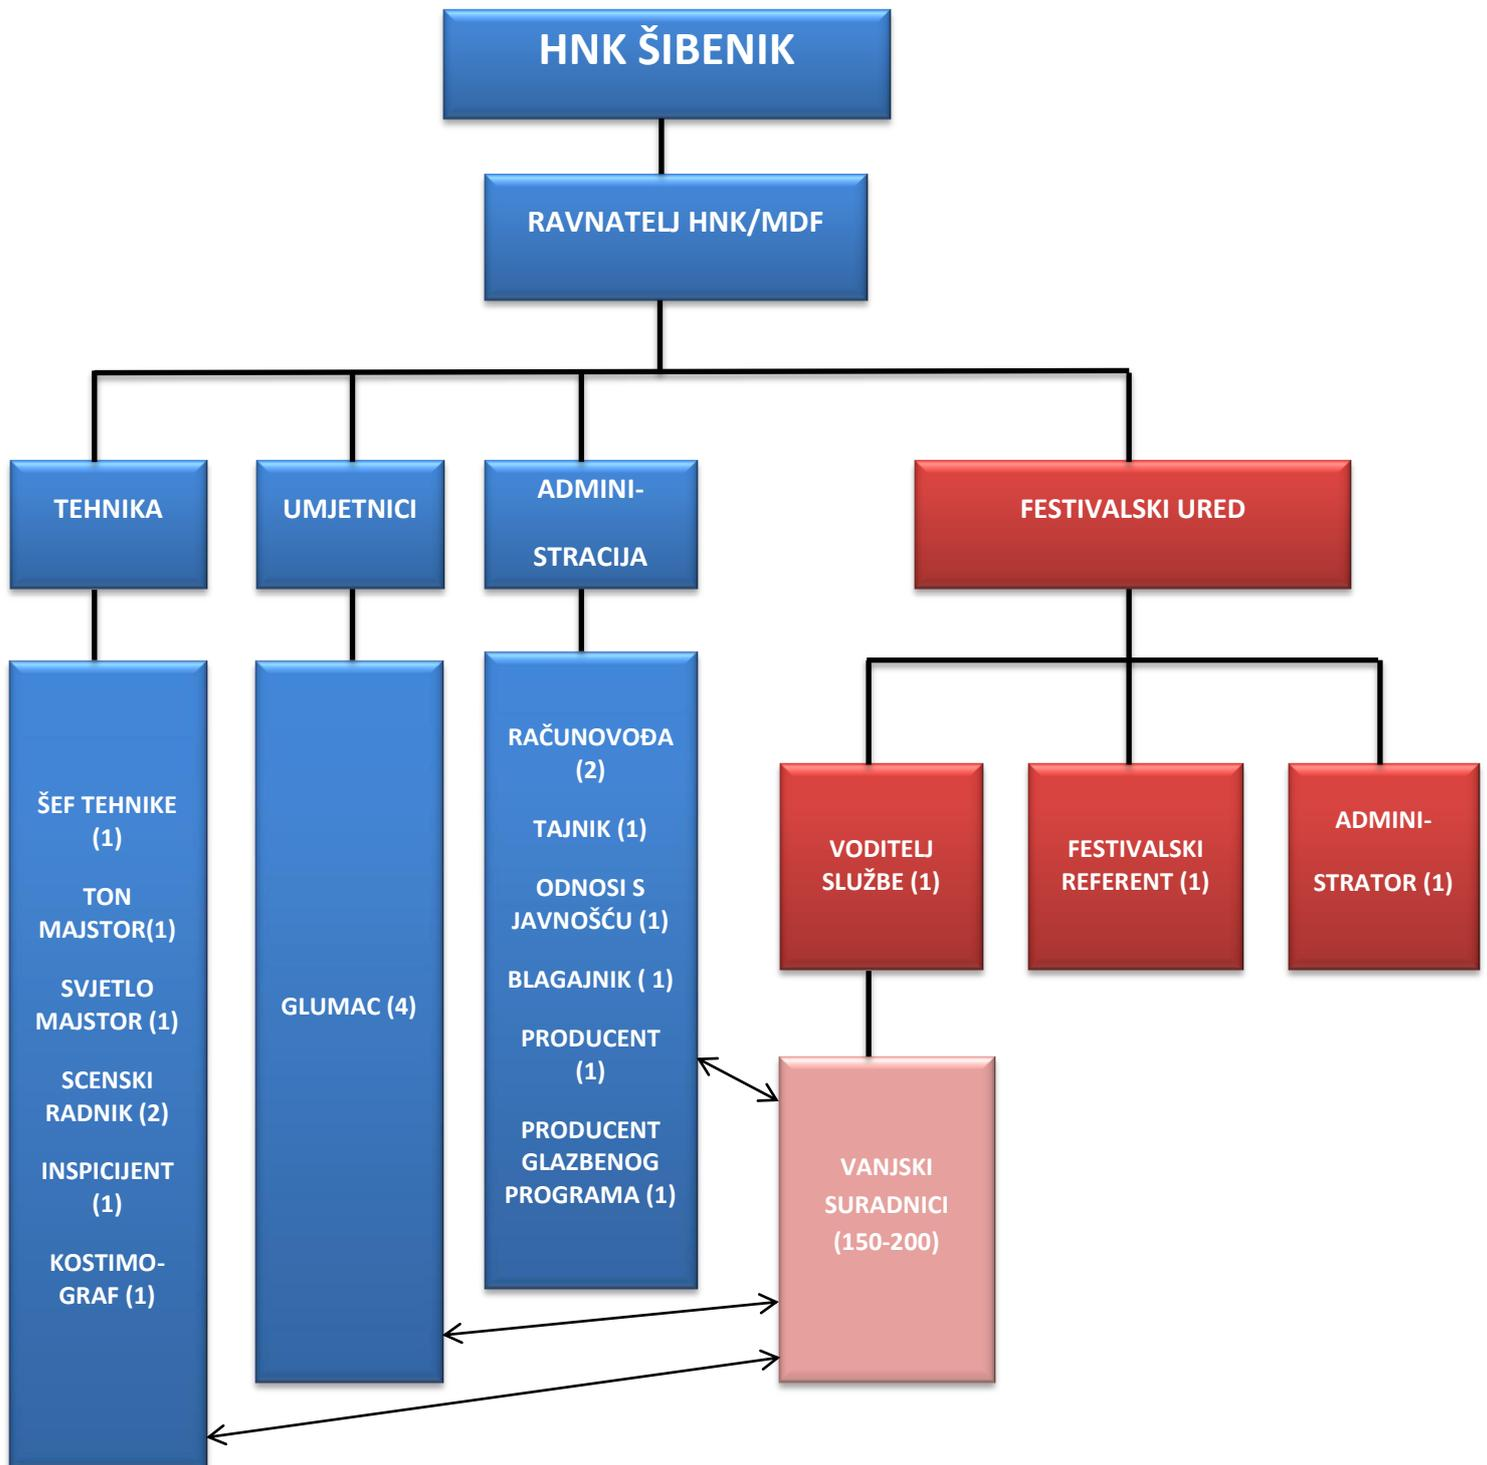 HNK ŠIBENIK
RAVNATELJ HNK/MDF
TEHNIKA
UMJETNICI
ADMINI-
STRACIJA
FESTIVALSKI URED
ŠEF TEHNIKE
(1)
TON
MAJSTOR(1)
SVJETLO
MAJSTOR (1)
SCENSKI
RADNIK (2)
INSPICIJENT
(1)
KOSTIMO-
GRAF (1)
GLUMAC (4)
RAČUNOVOĐA
(2)
TAJNIK (1)
ODNOSI S
JAVNOŠĆU (1)
BLAGAJNIK ( 1)
PRODUCENT
(1)
PRODUCENT
GLAZBENOG
PROGRAMA (1)
VODITELJ
SLUŽBE (1)
FESTIVALSKI
REFERENT (1)
ADMINI-
STRATOR (1)
VANJSKI
SURADNICI
(150-200)